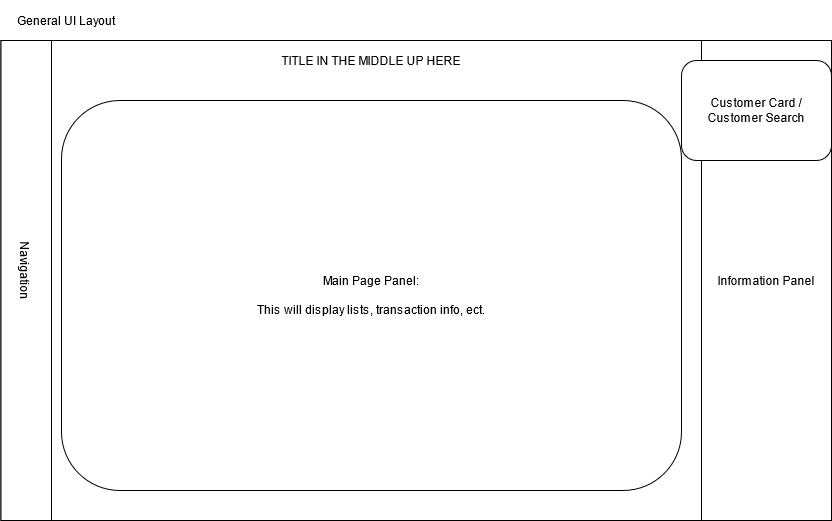 General UI Layout
TITLE IN THE MIDDLE UP HERE
Customer Card /
Customer Search
Navigation
Main Page Panel:
This will display lists, transaction info, ect.
Information Panel